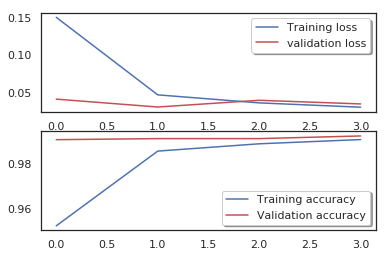 0.15
Training loss
validation loss
0.10
0.05
0.0 0.5 1.0 1.5 2.0 2.5 3.0
0.98
Training accuracy
Validation accuracy
0.96
0.0 0.5 1.0 1.5 2.0 2.5 3.0